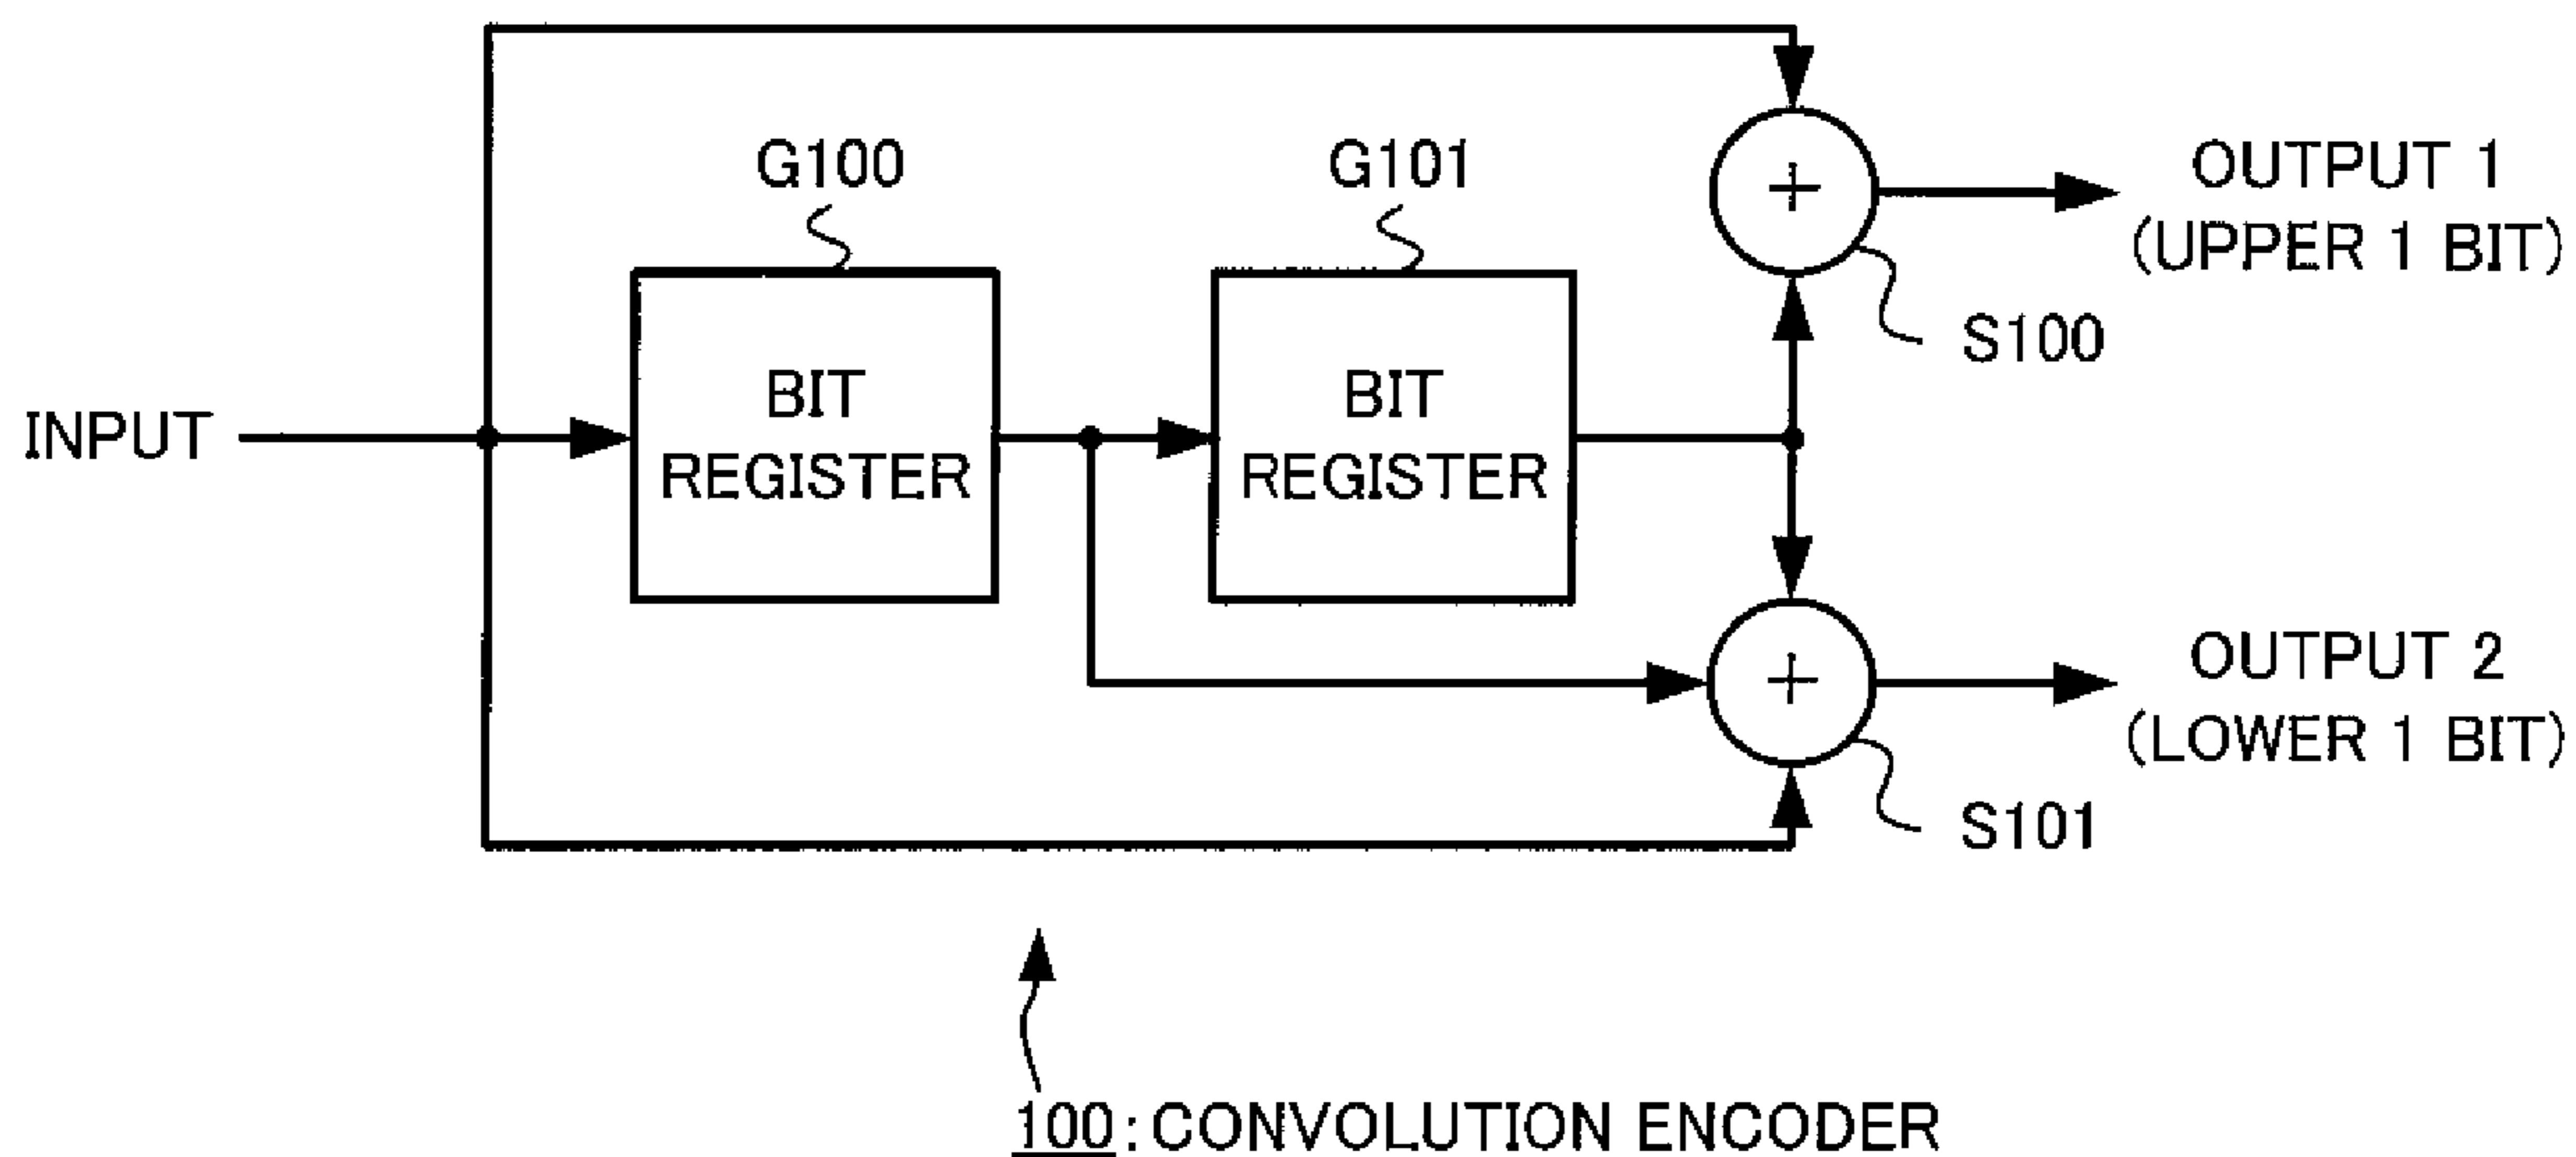 G100
G101
OUTPUT 1
(UPPER 1 BIT)
S100
INPUT
BIT
REGISTER
BIT
REGISTER
OUTPUT 2
(LOWER 1 BIT)
S101
100: CONVOLUTION ENCODER